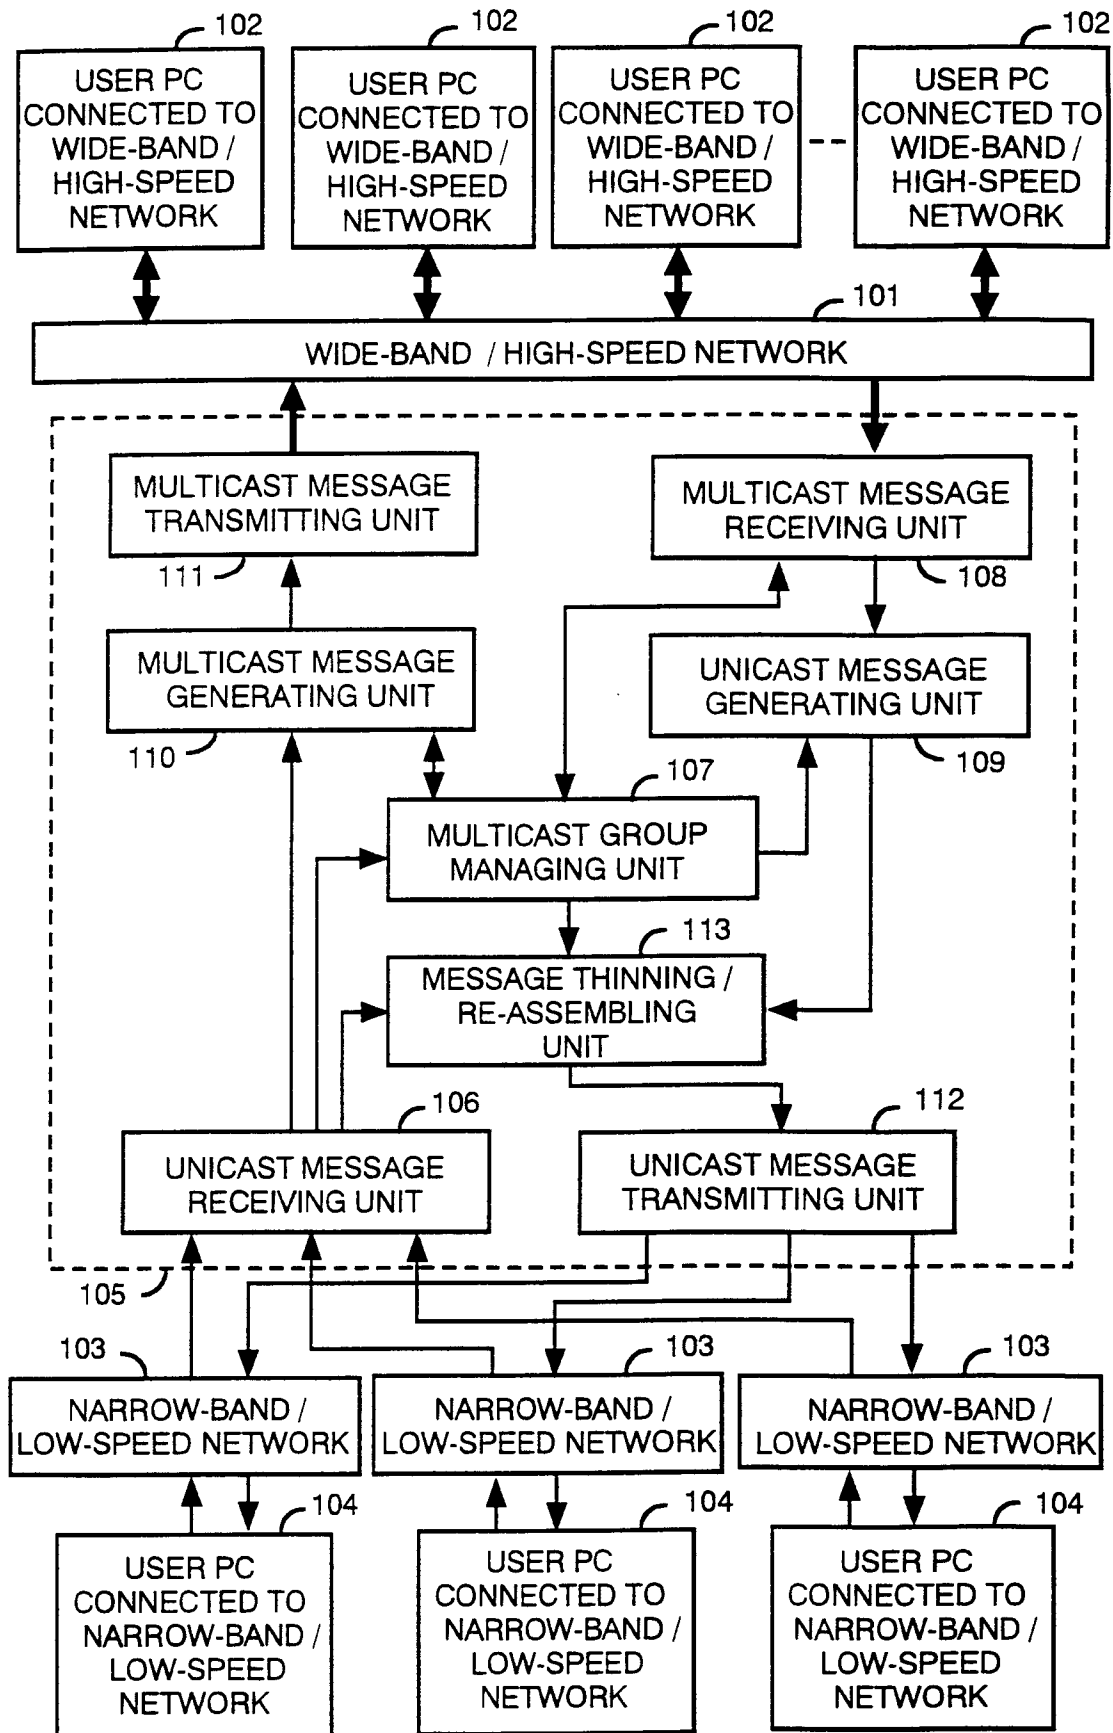 102
102
102
102
USER PC
CONNECTED TO
WIDE-BAND /
HIGH-SPEED
NETWORK
USER PC
CONNECTED TO
WIDE-BAND /
HIGH-SPEED
NETWORK
USER PC
CONNECTED TO
WIDE-BAND /
HIGH-SPEED
NETWORK
USER PC
CONNECTED TO
WIDE-BAND /
HIGH-SPEED
NETWORK
101
WIDE-BAND / HIGH-SPEED NETWORK
MULTICAST MESSAGE
TRANSMITTING UNIT
111
MULTICAST MESSAGE
RECEIVING UNIT
108
MULTICAST MESSAGE
GENERATING UNIT
110
UNICAST MESSAGE
GENERATING UNIT
109
107
MULTICAST GROUP
MANAGING UNIT
113
MESSAGE THINNING /
RE-ASSEMBLING
UNIT
106
UNICAST MESSAGE
RECEIVING UNIT
112
UNICAST MESSAGE
TRANSMITTING UNIT
105
103
NARROW-BAND /
LOW-SPEED NETWORK
103
NARROW-BAND /
LOW-SPEED NETWORK
103
NARROW-BAND /
LOW-SPEED NETWORK
104
USER PC
CONNECTED TO
NARROW-BAND /
LOW-SPEED
NETWORK
104
USER PC
CONNECTED TO
NARROW-BAND /
LOW-SPEED
NETWORK
104
USER PC
CONNECTED TO
NARROW-BAND /
LOW-SPEED
NETWORK